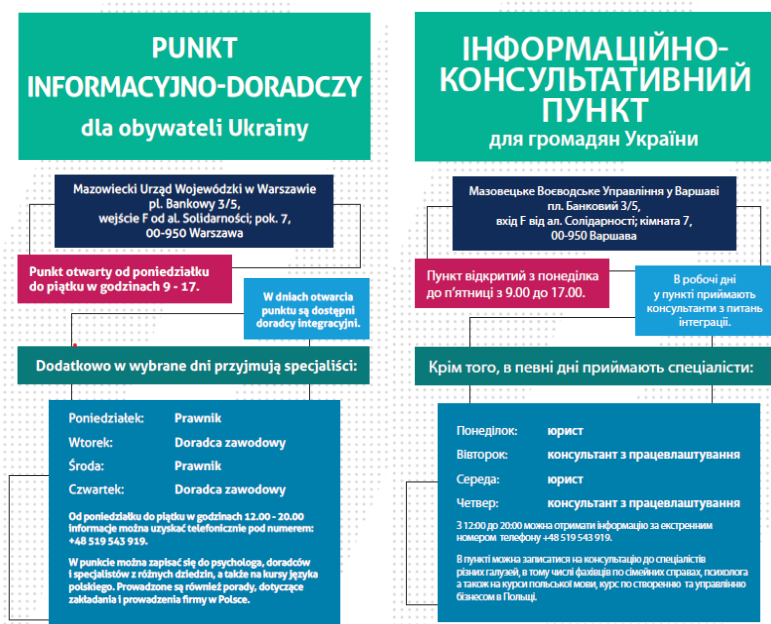 PUNKT
INFORMACYJNO-DORADCZY
dla obywateli Ukrainy
Mazowiecki Urząd Wojewódzki w Warszawie
pl. Bankowy 3/5,
wejście F od al. Solidarności; pok. 7,
00-950 Warszawa
Punkt otwarty od poniedziałku
do piątku w godzinach 9 - 17.
W dniach otwarcia
punktu są dostępni
doradcy integracyjni.
Dodatkowo w wybrane dni przyjmują specjaliści:
Poniedziałek: Prawnik
Wtorek: Doradca zawodowy
Środa: Prawnik
Czwartek: Doradca zawodowy
Od poniedziałku do piątku w godzinach 12.00 - 20.00
informacje można uzyskać telefonicznie pod numerem:
+48 519 543 919.
W punkcie można zapisać się do psychologa, doradców
i specjalistów z różnych dziedzin, a także na kursy języka
polskiego. Prowadzone są również porady, dotyczące
zakładania i prowadzenia firmy w Polsce.
ІНФОРМАЦІЙНО-
КОНСУЛЬТАТИВНИЙ
ПУНКТ
для громадян України
Мазовецьке Воєводське Управління у Варшаві
пл. Банковий 3/5,
вхід F від ал. Солідарності; кімната 7,
00-950 Варшава
Пункт відкритий з понеділка
до п’ятниці з 9.00 до 17.00.
В робочі дні
у пункті приймають
консультанти з питань
інтеграції.
Крім того, в певні дні приймають спеціалісти:
Понеділок: юрист
Вівторок: консультант з працевлаштування
Середа: юрист
Четвер: консультант з працевлаштування
З 12:00 до 20:00 можна отримати інформацію за екстренним
номером телефону +48 519 543 919.
В пункті можна записатися на консультацію до спеціалістів
різних галузей, в тому числі фахівців по сімейних справах, психолога
а також на курси польської мови, курс по створенню та управлінню
бізнесом в Польщі.